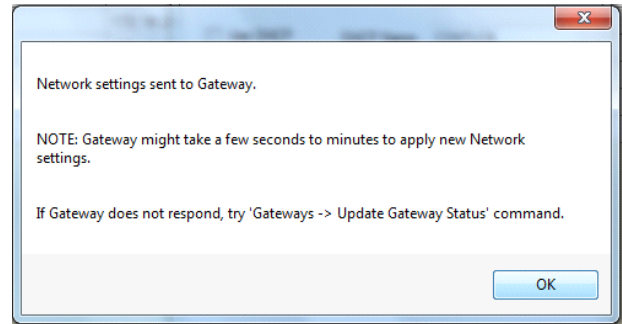 Network settings sent to Gateway.
NOTE: Gateway might take a few seconds to minutes to apply new Network
settings.
If Gateway does not respond, try 'Gateways -> Update Gateway Status' command.
OK